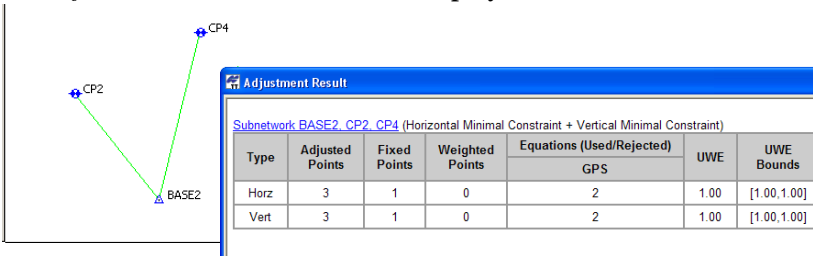 CP4
CP2
BASE2
Adjustment Result
Subnetwork BASE2, CP2, CP4 (Horizontal Minimal Constraint + Vertical Minimal Constraint)
Type Adjusted Points Fixed Points Weighted Points Equations (Used/Rejected) GPS UWE UWE Bounds
Horz 3 1 0 2 1.00 [1.00,1.00]
Vert 3 1 0 2 1.00 [1.00,1.00]